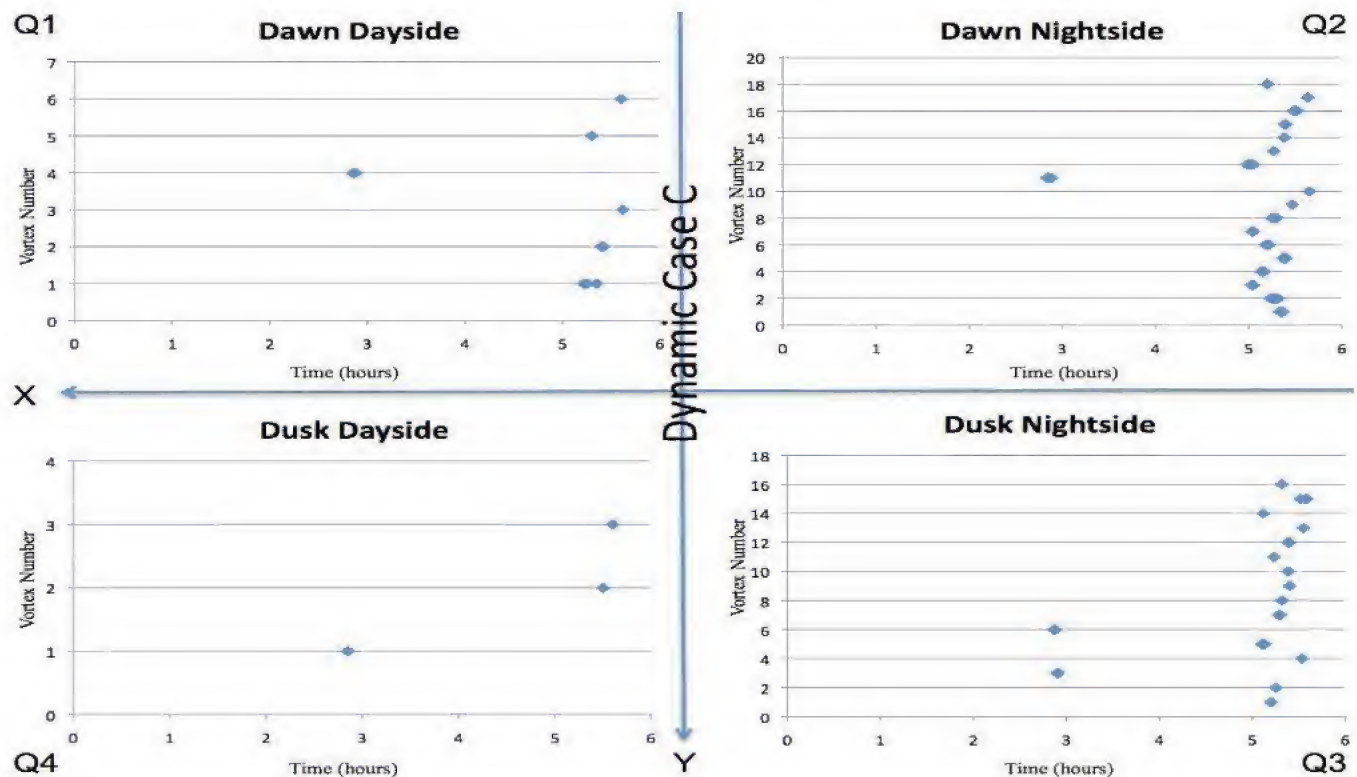 Q1
Dawn Dayside
7
6
5
4
3
2
1
0
Vortex Number
0 1 2 3 4 5 6
Time (hours)
Q2
Dawn Nightside
20
18
16
14
12
10
8
6
4
2
0
Vortex Number
0 1 2 3 4 5 6
Time (hours)
Dynamic Case C
X
Dusk Dayside
4
3
2
1
0
Vortex Number
0 1 2 3 4 5 6
Time (hours)
Q4
Y
Dusk Nightside
18
16
14
12
10
8
6
4
2
0
Vortex Number
0 1 2 3 4 5 6
Time (hours)
Q3